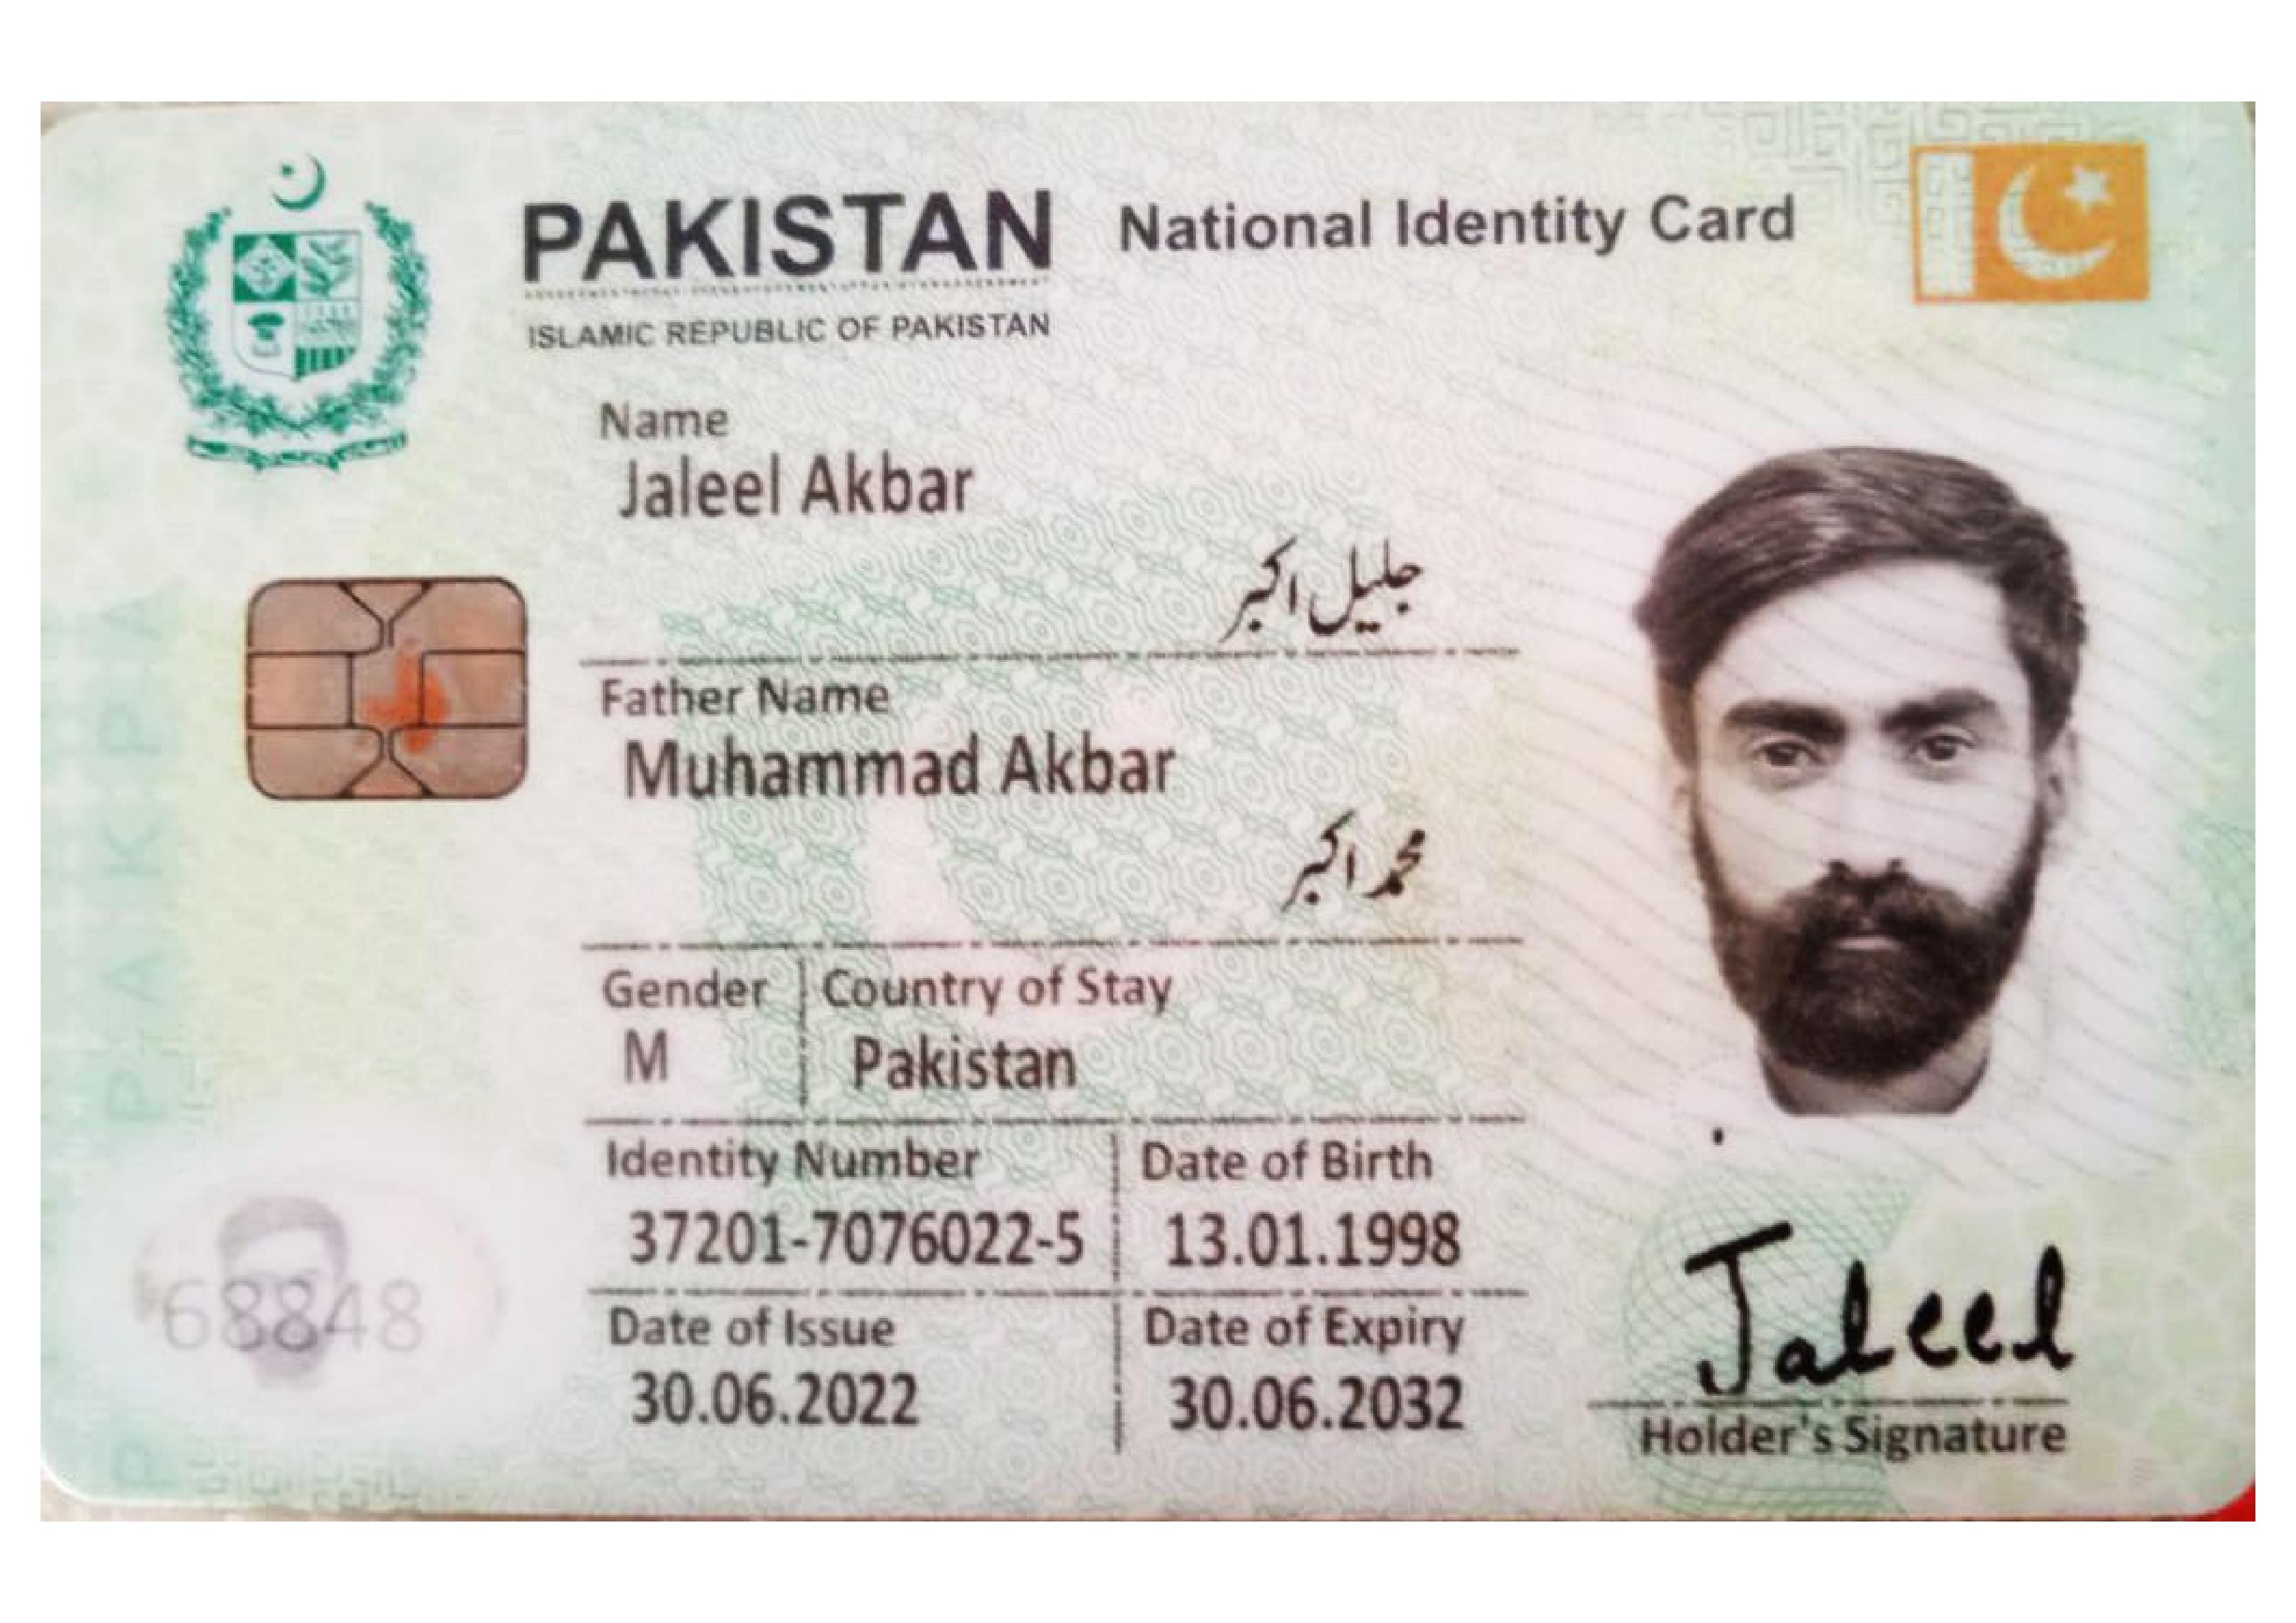 PAKISTAN National Identity Card
ISLAMIC REPUBLIC OF PAKISTAN
Name
Jaleel Akbar
جلیل اکبر
Father Name
Muhammad Akbar
محمد اکبر
Gender Country of Stay
M Pakistan
Identity Number Date of Birth
37201-7076022-5 13.01.1998
Date of Issue Date of Expiry
30.06.2022 30.06.2032
68848
Jaleel
Holder's Signature